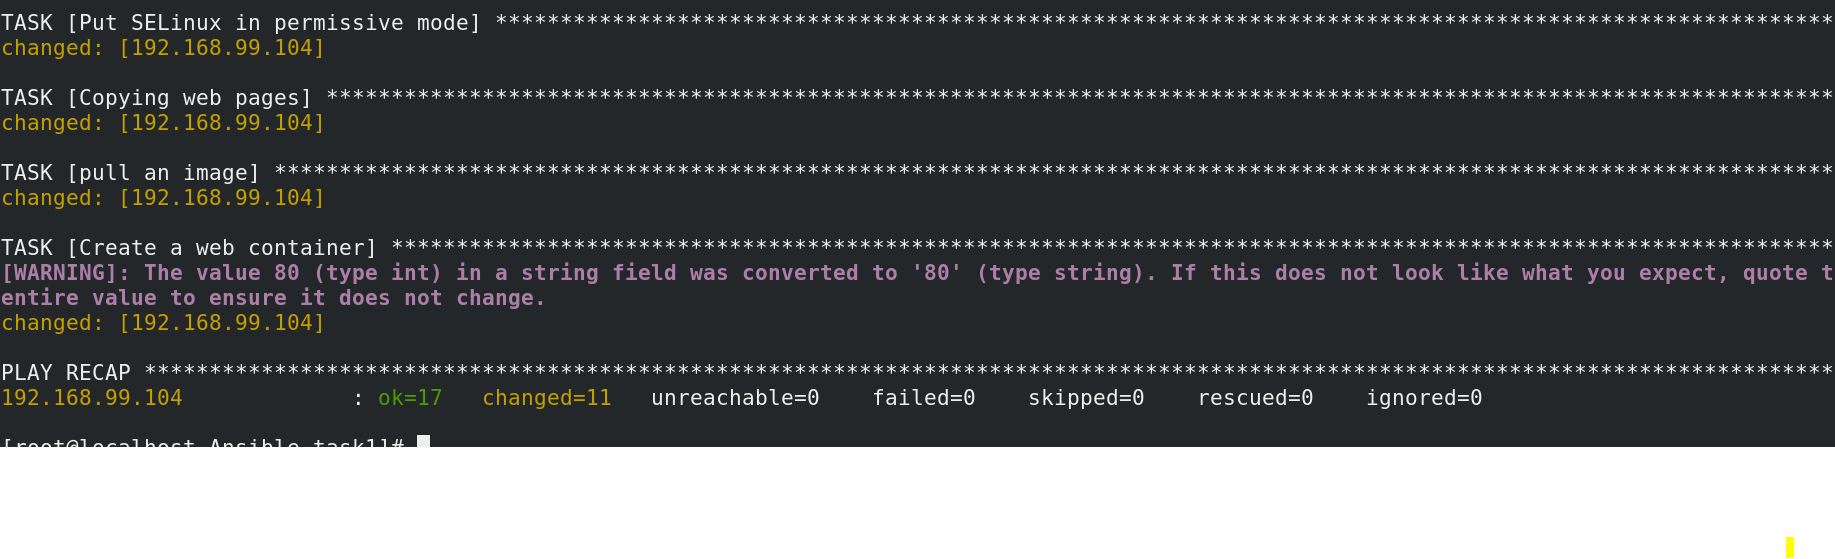 TASK [Put SELinux in permissive mode] *******************************************************************************************************
changed: [192.168.99.104]
TASK [Copying web pages] ********************************************************************************************************************
changed: [192.168.99.104]
TASK [pull an image] ************************************************************************************************************************
changed: [192.168.99.104]
TASK [Create a web container] ***************************************************************************************************************
[WARNING]: The value 80 (type int) in a string field was converted to '80' (type string). If this does not look like what you expect, quote t
entire value to ensure it does not change.
changed: [192.168.99.104]
PLAY RECAP **********************************************************************************************************************************
192.168.99.104             : ok=17   changed=11   unreachable=0    failed=0    skipped=0    rescued=0    ignored=0
[root@localhost Ansible_task1]#